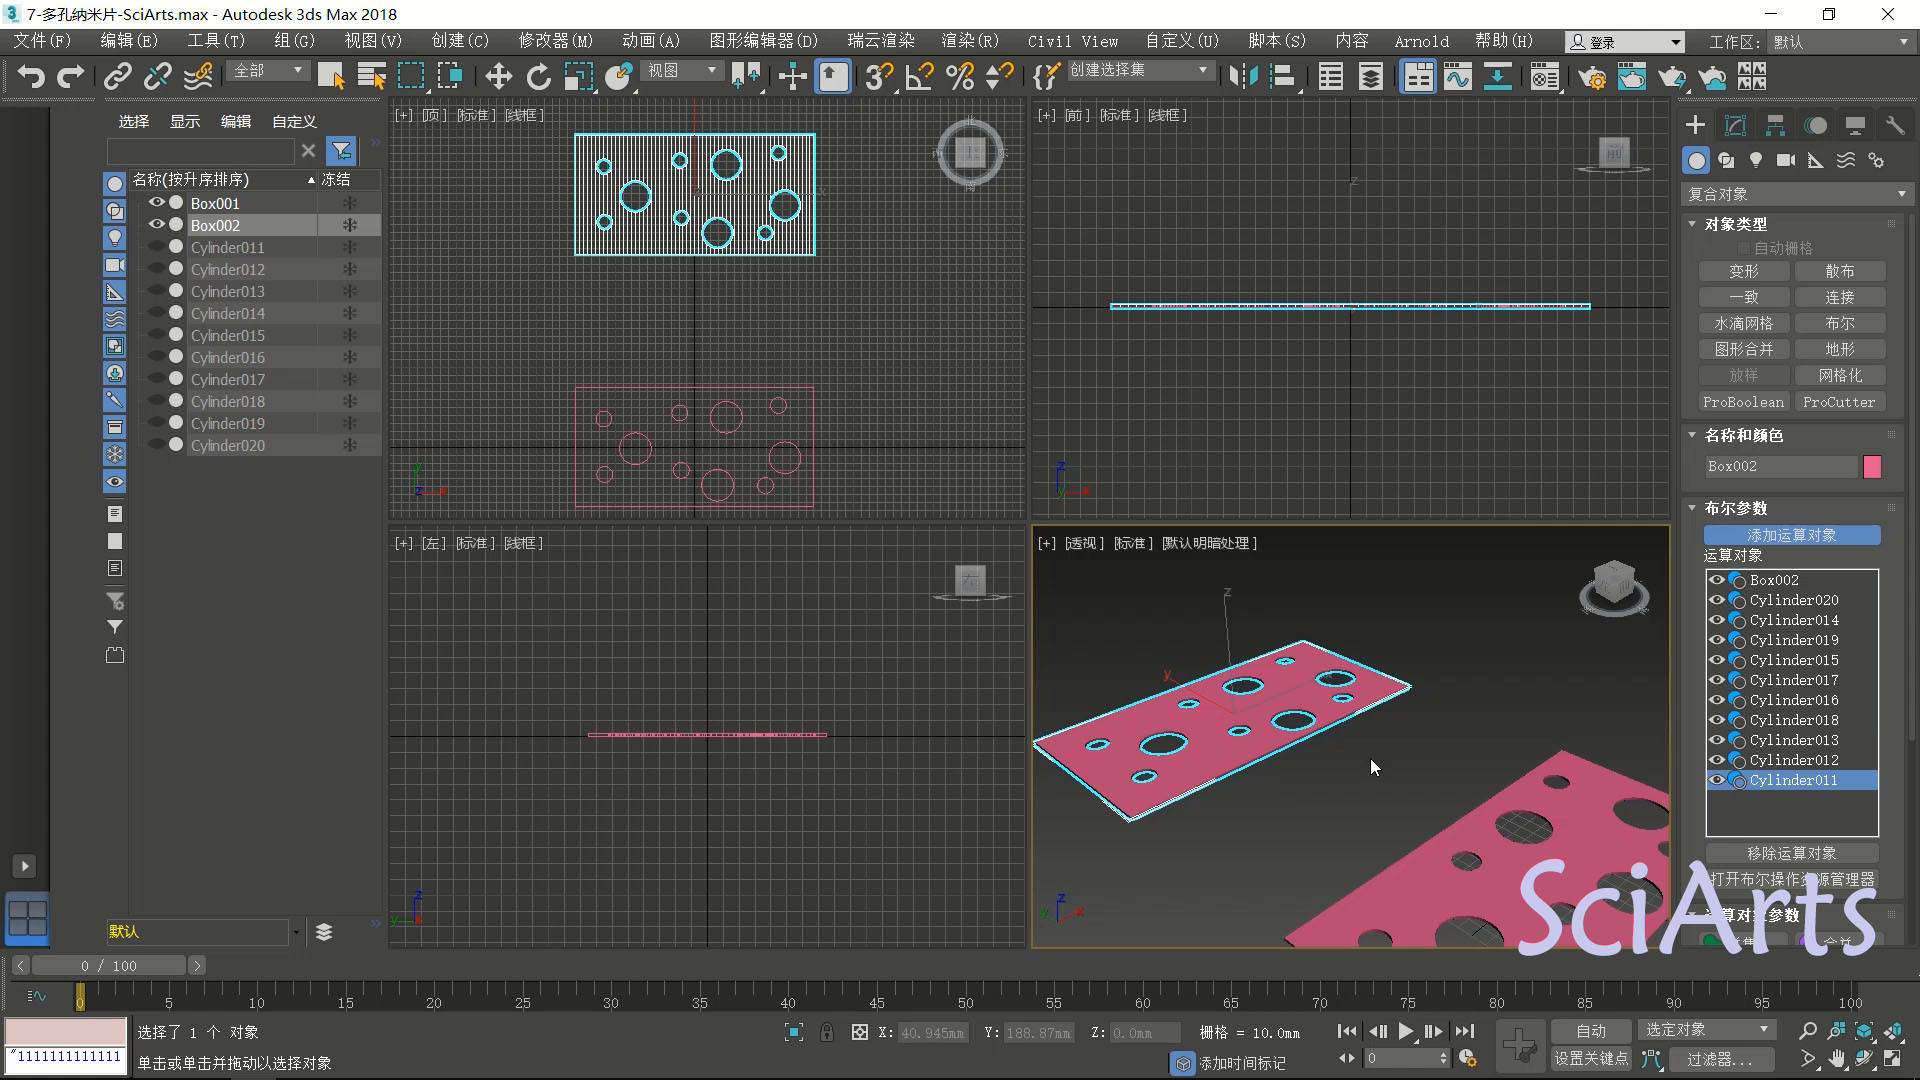 7-多孔纳米片-SciArts.max - Autodesk 3ds Max 2018
文件(F) 编辑(E) 工具(T) 组(G) 视图(V) 创建(C) 修改器(M) 动画(A) 图形编辑器(D) 瑞云渲染 渲染(R) Civil View 自定义(U) 脚本(S) 内容 Arnold 帮助(H) 登录 工作区: 默认
全部 视图 创建选择集
选择 显示 编辑 自定义
名称(按升序排序) 冻结
Box001
Box002
Cylinder011
Cylinder012
Cylinder013
Cylinder014
Cylinder015
Cylinder016
Cylinder017
Cylinder018
Cylinder019
Cylinder020
默认
[+] [顶] [标准] [线框]
[+] [前] [标准] [线框]
[+] [左] [标准] [线框]
[+] [透视] [标准] [默认明暗处理]
复合对象
对象类型
自动栅格
变形 散布
一致 连接
水滴网格 布尔
图形合并 地形
放样 网格化
ProBoolean ProCutter
名称和颜色
Box002
布尔参数
添加运算对象
运算对象
Box002
Cylinder020
Cylinder014
Cylinder019
Cylinder015
Cylinder017
Cylinder016
Cylinder018
Cylinder013
Cylinder012
Cylinder011
移除运算对象
打开布尔操作资源管理器
运算对象参数
SciArts
0 / 100
0 5 10 15 20 25 30 35 40 45 50 55 60 65 70 75 80 85 90 95 100
选择了 1 个 对象
X: 40.945mm Y: 188.87mm Z: 0.0mm 栅格 = 10.0mm
自动 选定对象
"1111111111111
单击或单击并拖动以选择对象
添加时间标记
0
设置关键点 过滤器...